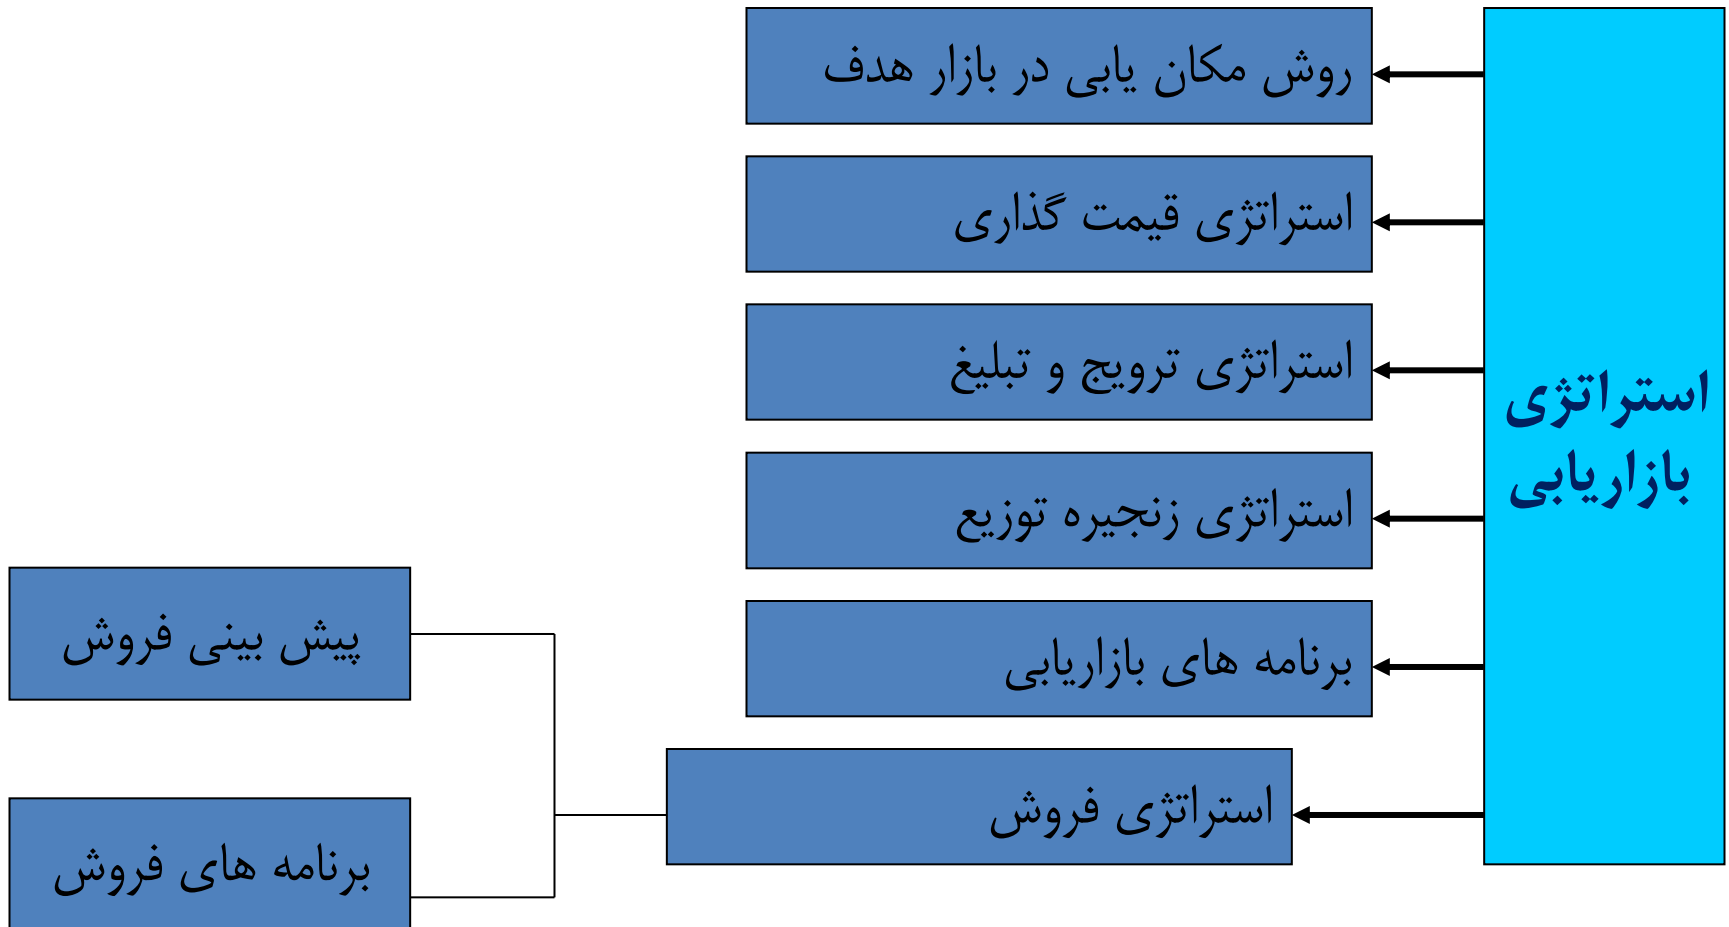 استراتژی
بازاریابی
روش مکان یابی در بازار هدف
استراتژی قیمت گذاری
استراتژی ترویج و تبلیغ
استراتژی زنجیره توزیع
برنامه های بازاریابی
استراتژی فروش
پیش بینی فروش
برنامه های فروش